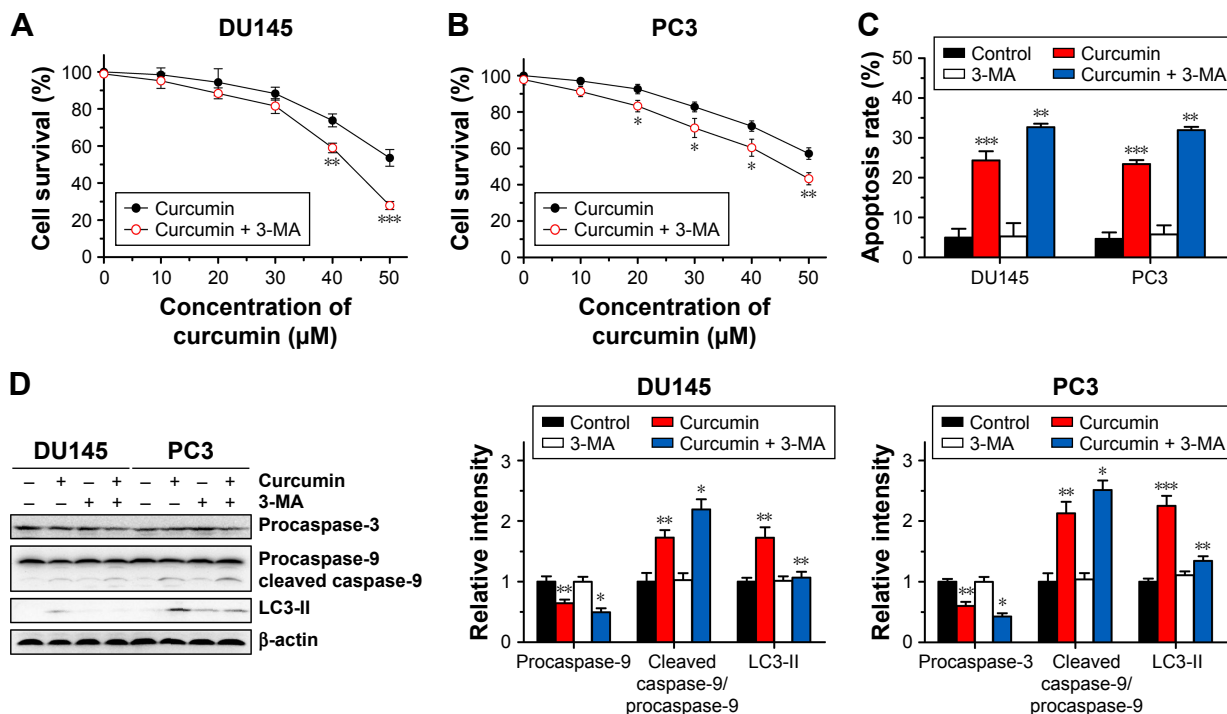 A
DU145
Cell survival (%)
100
80
60
40
20
0
Curcumin
Curcumin + 3-MA
**
***
0 10 20 30 40 50
Concentration of
curcumin (µM)
B
PC3
Cell survival (%)
100
80
60
40
20
0
Curcumin
Curcumin + 3-MA
*
*
*
**
0 10 20 30 40 50
Concentration of
curcumin (µM)
C
Apoptosis rate (%)
50
40
30
20
10
0
Control Curcumin
3-MA Curcumin + 3-MA
*** ** *** **
DU145 PC3
D
DU145 PC3
– + – + – + – + Curcumin
– – + + – – + + 3-MA
Procaspase-3
Procaspase-9
cleaved caspase-9
LC3-II
β-actin
DU145
Control Curcumin
3-MA Curcumin + 3-MA
Relative intensity
3
2
1
0
** * ** * ** **
Procaspase-9 Cleaved LC3-II
caspase-9/
procaspase-9
PC3
Control Curcumin
3-MA Curcumin + 3-MA
Relative intensity
3
2
1
0
** * ** * *** **
Procaspase-3 Cleaved LC3-II
caspase-9/
procaspase-9